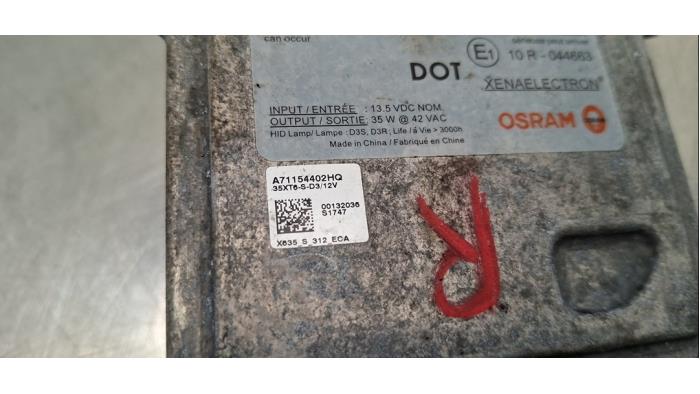 can occur
E1
10 R - 044663
DOT
XENAELECTRON®
INPUT / ENTRÉE : 13.5 VDC NOM.
OUTPUT / SORTIE: 35 W @ 42 VAC
HID Lamp/ Lampe : D3S, D3R; Life / á Vie > 3000h
Made in China / Fabriqué en Chine
OSRAM
A71154402HQ
35XT6-S-D3/12V
00132036
S1747
X635_S_312_ECA
R